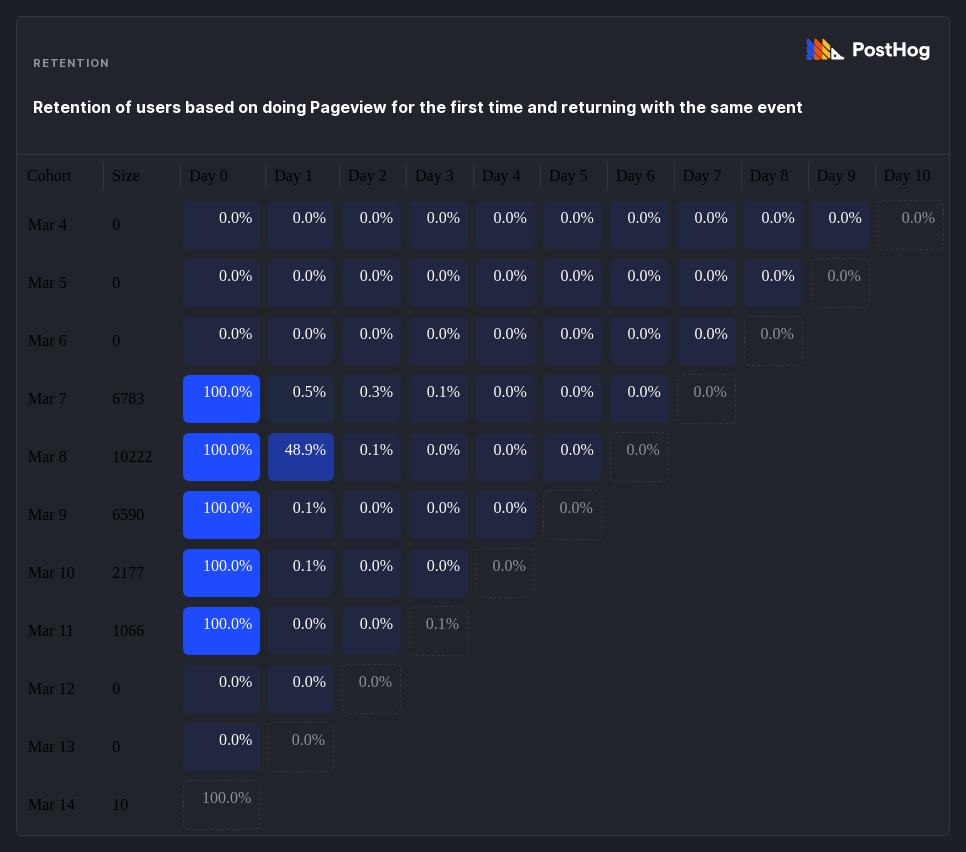 PostHog
RETENTION
Retention of users based on doing Pageview for the first time and returning with the same event
Cohort Size Day 0 Day 1 Day 2 Day 3 Day 4 Day 5 Day 6 Day 7 Day 8 Day 9 Day 10
Mar 4 0 0.0% 0.0% 0.0% 0.0% 0.0% 0.0% 0.0% 0.0% 0.0% 0.0% 0.0%
Mar 5 0 0.0% 0.0% 0.0% 0.0% 0.0% 0.0% 0.0% 0.0% 0.0% 0.0%
Mar 6 0 0.0% 0.0% 0.0% 0.0% 0.0% 0.0% 0.0% 0.0% 0.0%
Mar 7 6783 100.0% 0.5% 0.3% 0.1% 0.0% 0.0% 0.0% 0.0%
Mar 8 10222 100.0% 48.9% 0.1% 0.0% 0.0% 0.0% 0.0%
Mar 9 6590 100.0% 0.1% 0.0% 0.0% 0.0% 0.0%
Mar 10 2177 100.0% 0.1% 0.0% 0.0% 0.0%
Mar 11 1066 100.0% 0.0% 0.0% 0.1%
Mar 12 0 0.0% 0.0% 0.0%
Mar 13 0 0.0% 0.0%
Mar 14 10 100.0%